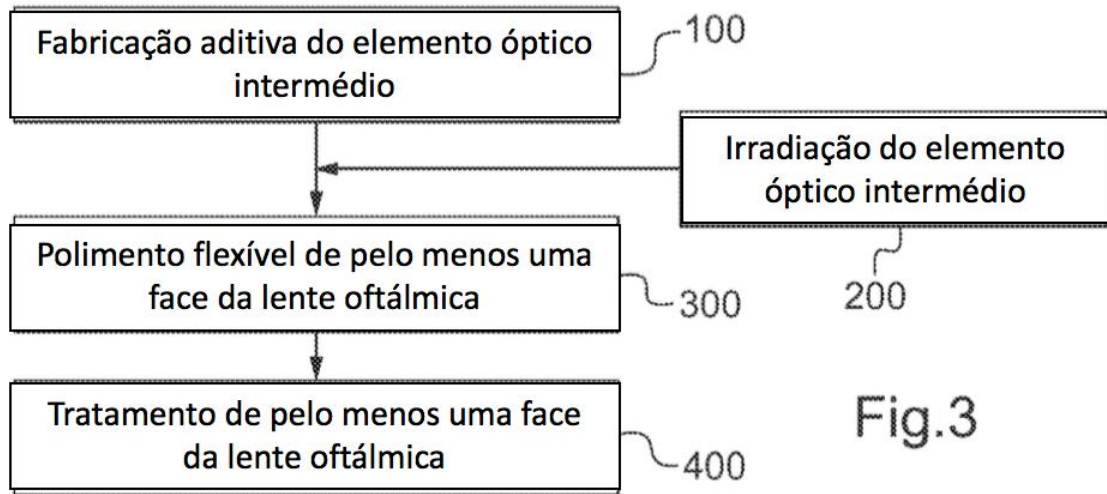 Fabricação aditiva do elemento óptico
intermédio
100
Irradiação do elemento
óptico intermédio
200
Polimento flexível de pelo menos uma
face da lente oftálmica
300
Tratamento de pelo menos uma face
da lente oftálmica
400
Fig.3